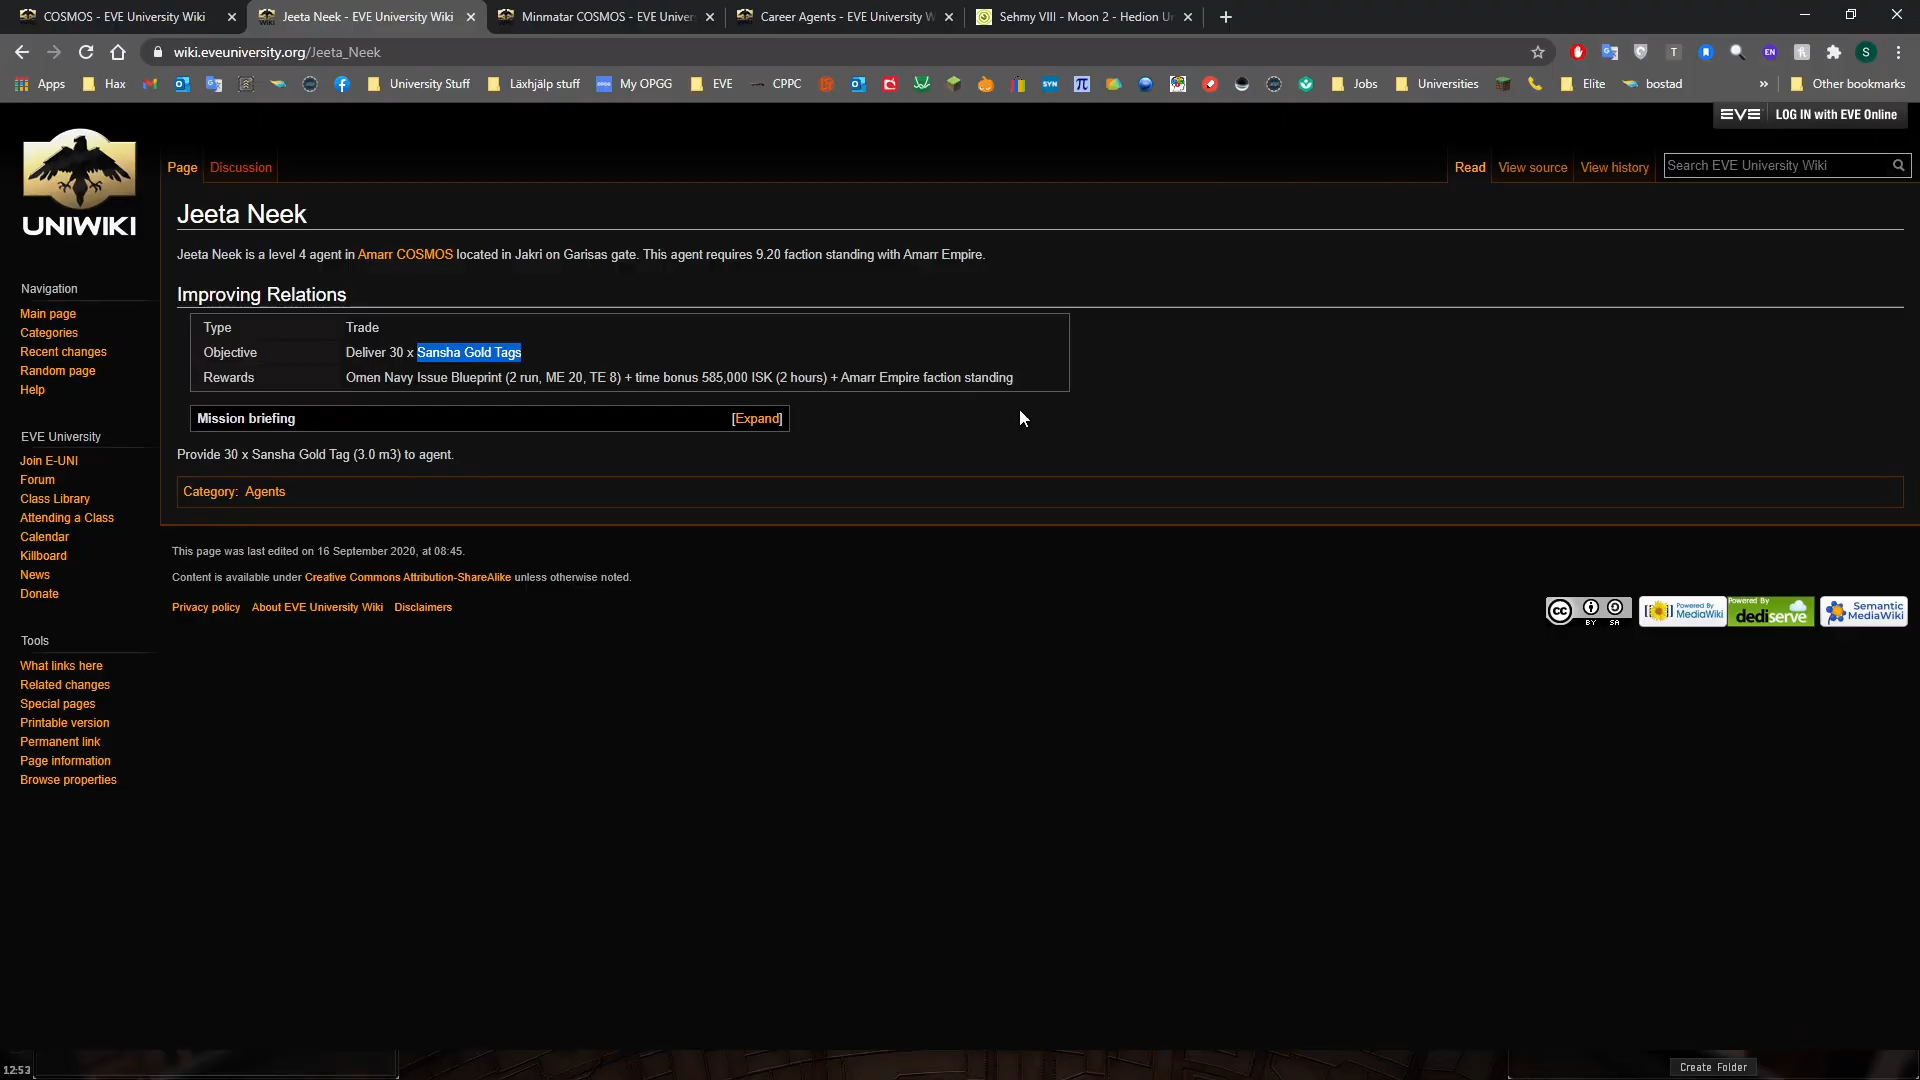 COSMOS - EVE University Wiki
Jeeta Neek - EVE University Wiki
Minmatar COSMOS - EVE Univer
Career Agents - EVE University W
Sehmy VIII - Moon 2 - Hedion Ur
wiki.eveuniversity.org/Jeeta_Neek
Apps
Hax
University Stuff
Läxhjälp stuff
My OPGG
EVE
CPPC
Jobs
Universities
Elite
bostad
Other bookmarks
LOG IN with EVE Online
UNIWIKI
Page
Discussion
Read
View source
View history
Search EVE University Wiki
Jeeta Neek
Jeeta Neek is a level 4 agent in Amarr COSMOS located in Jakri on Garisas gate. This agent requires 9.20 faction standing with Amarr Empire.
Improving Relations
Type Trade
Objective Deliver 30 x Sansha Gold Tags
Rewards Omen Navy Issue Blueprint (2 run, ME 20, TE 8) + time bonus 585,000 ISK (2 hours) + Amarr Empire faction standing
Mission briefing [Expand]
Provide 30 x Sansha Gold Tag (3.0 m3) to agent.
Category: Agents
This page was last edited on 16 September 2020, at 08:45.
Content is available under Creative Commons Attribution-ShareAlike unless otherwise noted.
Privacy policy About EVE University Wiki Disclaimers
Navigation
Main page
Categories
Recent changes
Random page
Help
EVE University
Join E-UNI
Forum
Class Library
Attending a Class
Calendar
Killboard
News
Donate
Tools
What links here
Related changes
Special pages
Printable version
Permanent link
Page information
Browse properties
cc BY SA
Powered By MediaWiki
Powered By dediserve
Semantic MediaWiki
12:53
Create Folder